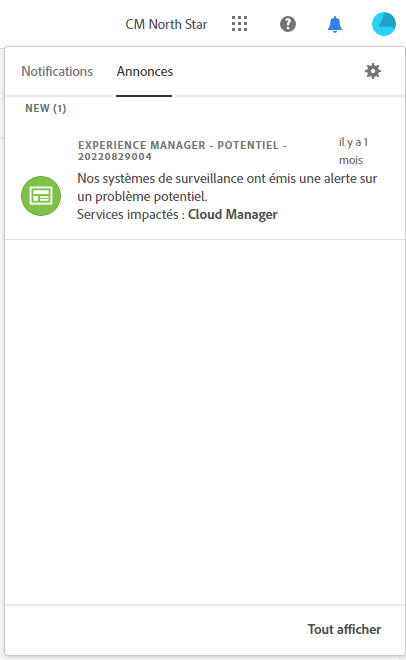 CM North Star
Notifications
Annonces
NEW (1)
EXPERIENCE MANAGER - POTENTIEL -
20220829004
il y a 1
mois
Nos systèmes de surveillance ont émis une alerte sur
un problème potentiel.
Services impactés : Cloud Manager
Tout afficher